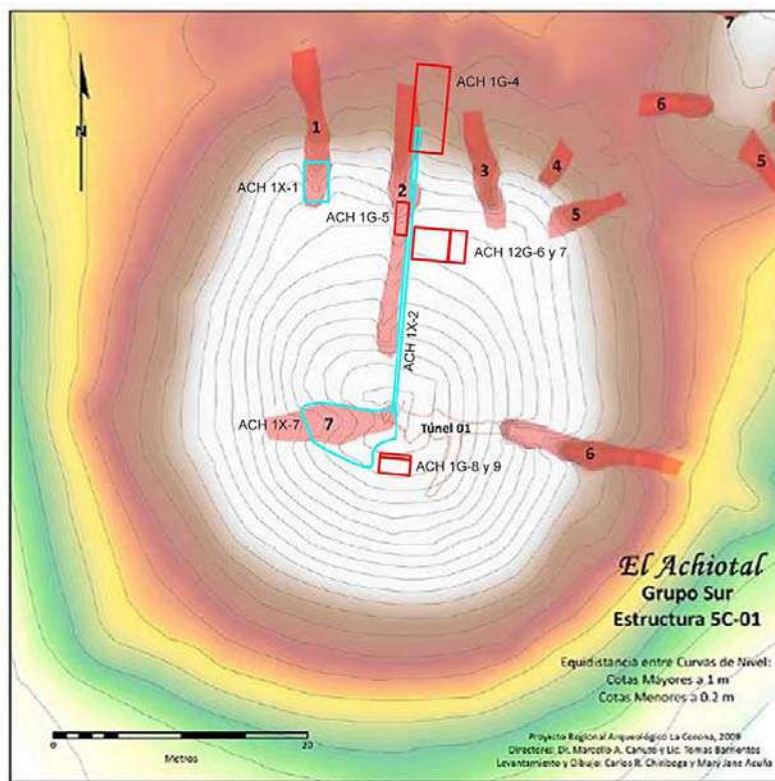 7
ACH 1G-4
6
1
N
3
4
5
ACH 1X-1
2
ACH 1G-5
5
ACH 12G-6 y 7
ACH 1X-2
ACH 1X-7
7
Túnel 01
6
ACH 1G-8 y 9
El Achiotal
Grupo Sur
Estructura 5C-01
Equidistancia entre Curvas de Nivel:
Cotas Mayores a 1 m
Cotas Menores a 0.2 m
0
20
Metros
Proyecto Regional Arqueológico La Corona, 2009
Directores: Dr. Marcello A. Canuto y Lic. Tomas Barrientos
Levantamiento y Dibujo: Carlos R. Chiriboga y Mary Jane Acuña